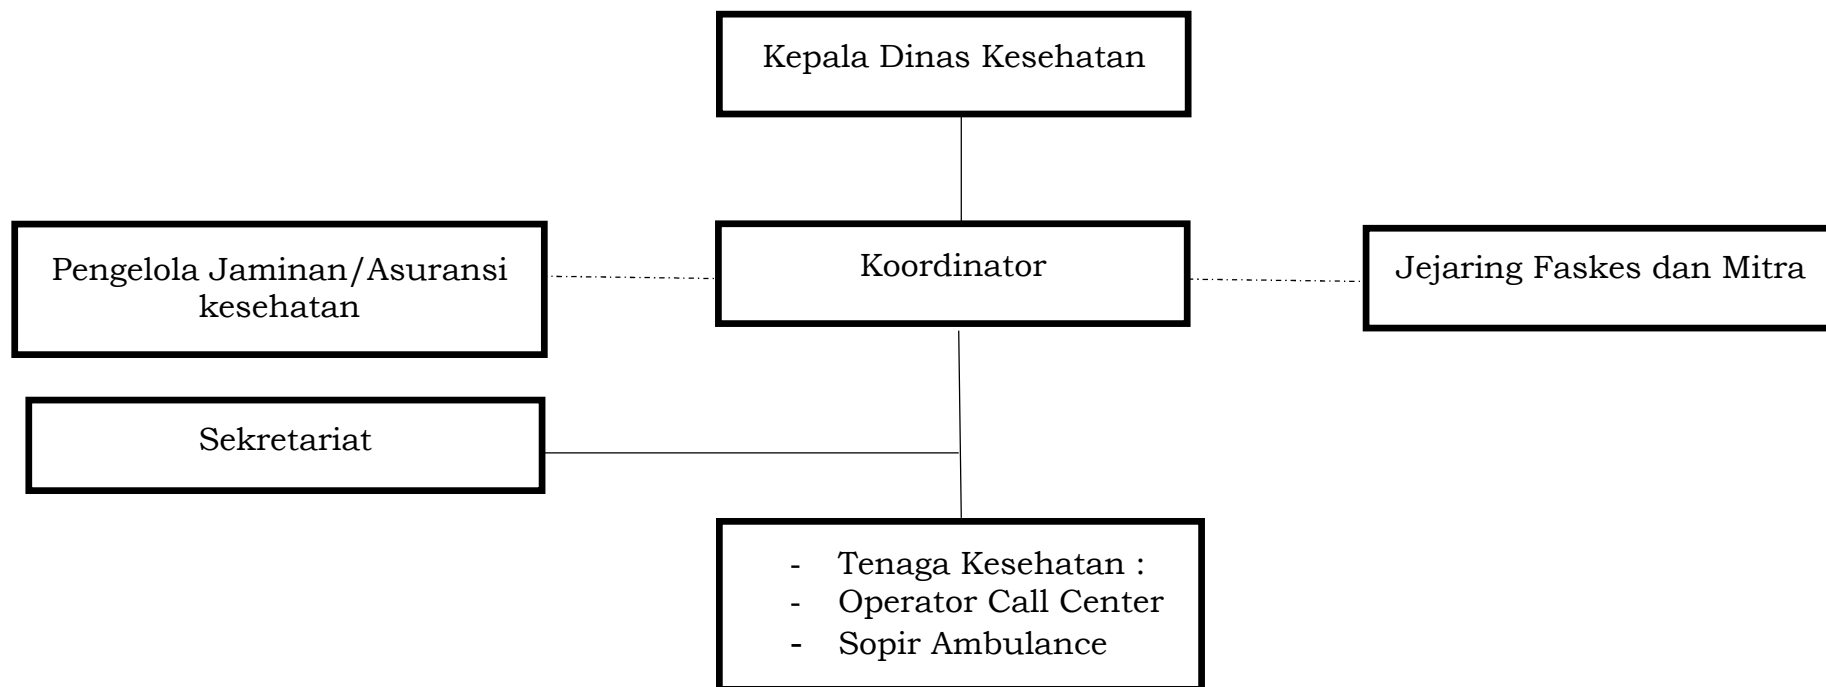 Kepala Dinas Kesehatan
Pengelola Jaminan/Asuransi
kesehatan
Koordinator
Jejaring Faskes dan Mitra
Sekretariat
- Tenaga Kesehatan :
- Operator Call Center
- Sopir Ambulance